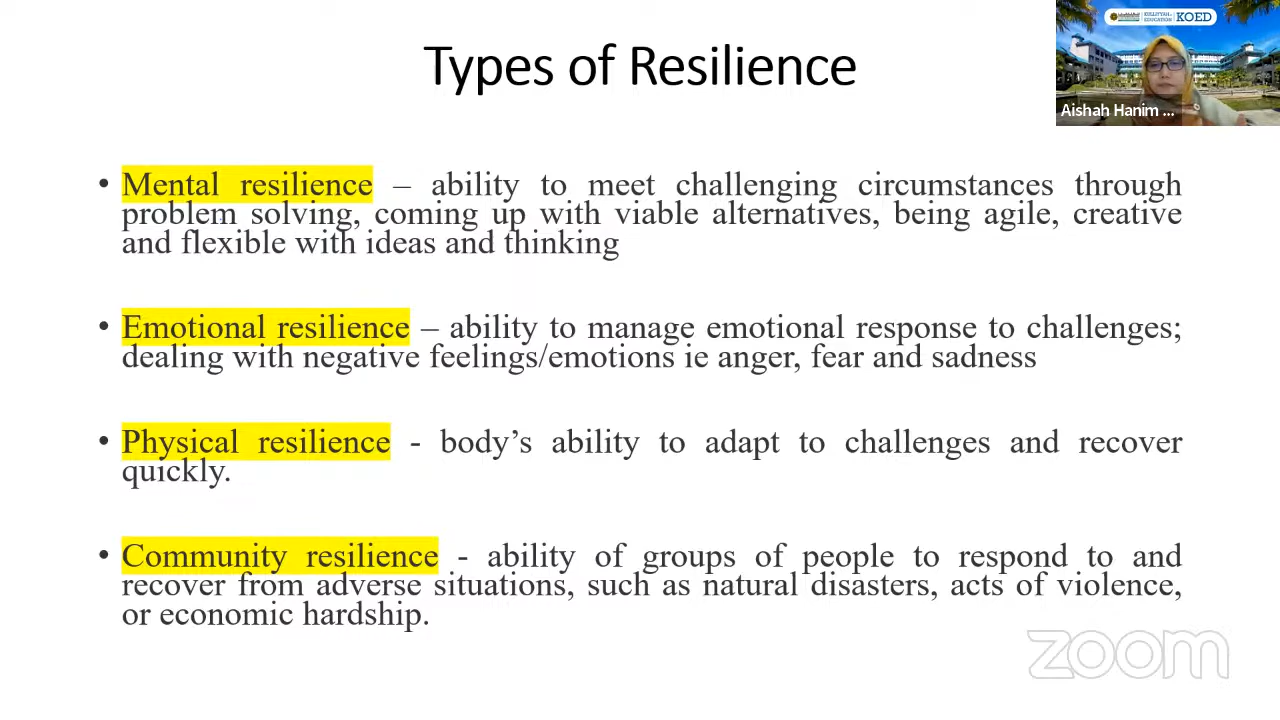 Types of Resilience
KULLIYYAH of
EDUCATION
KOED
Aishah Hanim ...
• Mental resilience – ability to meet challenging circumstances through
problem solving, coming up with viable alternatives, being agile, creative
and flexible with ideas and thinking
• Emotional resilience – ability to manage emotional response to challenges;
dealing with negative feelings/emotions ie anger, fear and sadness
• Physical resilience - body’s ability to adapt to challenges and recover
quickly.
• Community resilience - ability of groups of people to respond to and
recover from adverse situations, such as natural disasters, acts of violence,
or economic hardship.
zoom